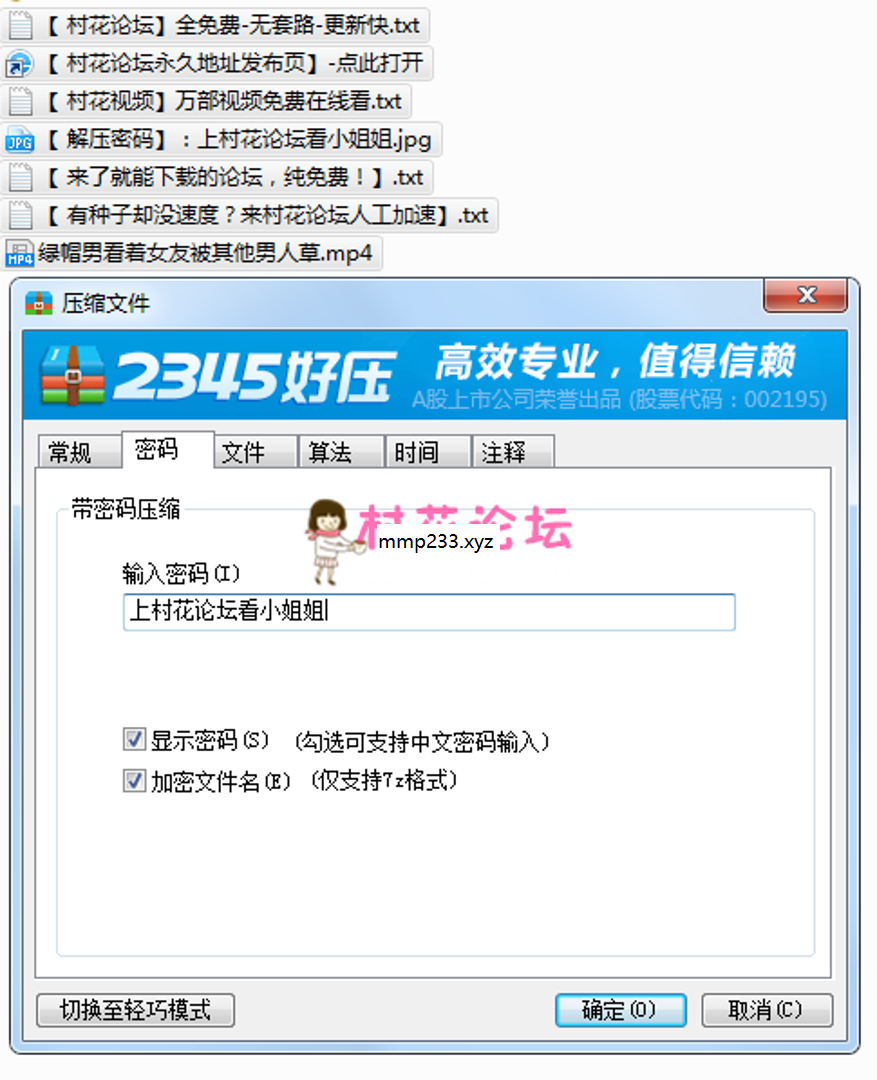 【 村花论坛】全免费-无套路-更新快.txt
【 村花论坛永久地址发布页】-点此打开
【 村花视频】万部视频免费在线看.txt
JPG 【 解压密码】：上村花论坛看小姐姐.jpg
【 来了就能下载的论坛，纯免费！】.txt
【 有种子却没速度？来村花论坛人工加速】.txt
MP4 绿帽男看着女友被其他男人草.mp4
压缩文件
2345好压
高效专业，值得信赖
A股上市公司荣誉出品 (股票代码：002195)
常规 密码 文件 算法 时间 注释
带密码压缩
村花论坛
mmp233.xyz
输入密码(I)
上村花论坛看小姐姐
显示密码(S) (勾选可支持中文密码输入)
加密文件名(E) (仅支持7z格式)
切换至轻巧模式 确定(O) 取消(C)